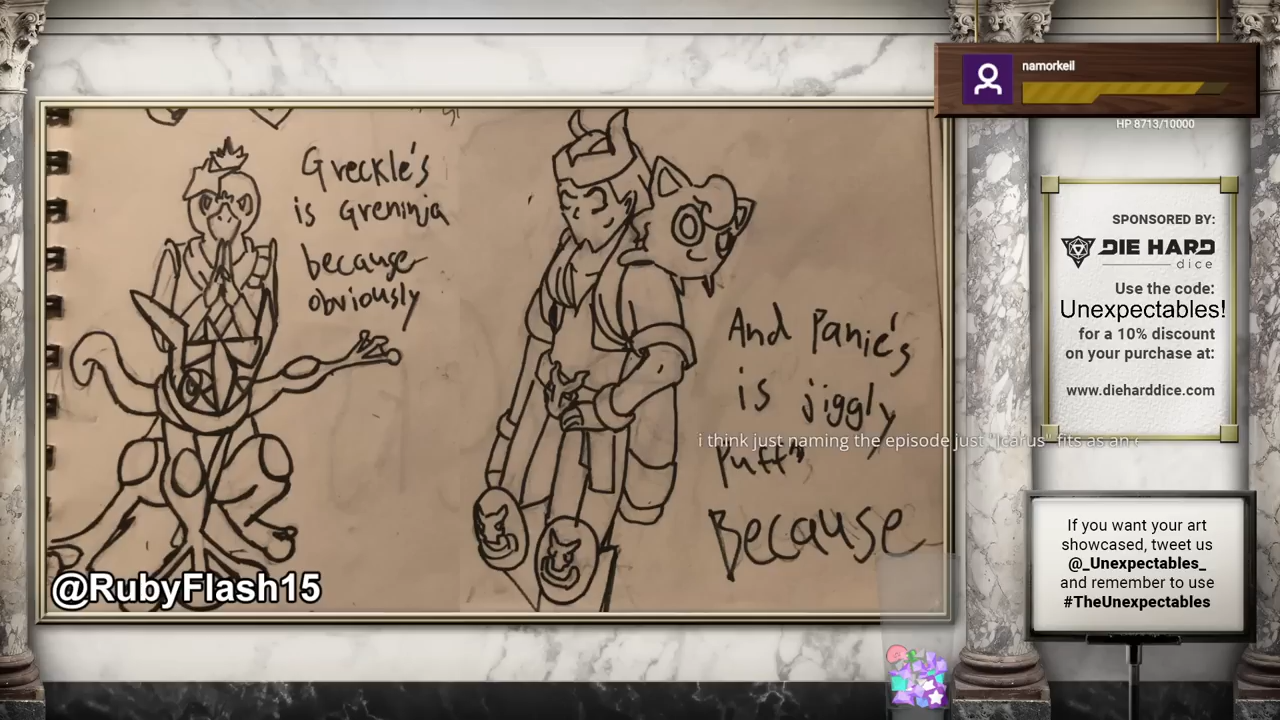 namorkeil
HP 8713/10000
Greckle's
is Greninja
because
obviously
And Panic's
is jiggly
Puff
Because
i think just naming the episode just "Icarus" fits as an e
@RubyFlash15
SPONSORED BY:
DIE HARD
dice
Use the code:
Unexpectables!
for a 10% discount
on your purchase at:
www.dieharddice.com
If you want your art
showcased, tweet us
@_Unexpectables_
and remember to use
#TheUnexpectables